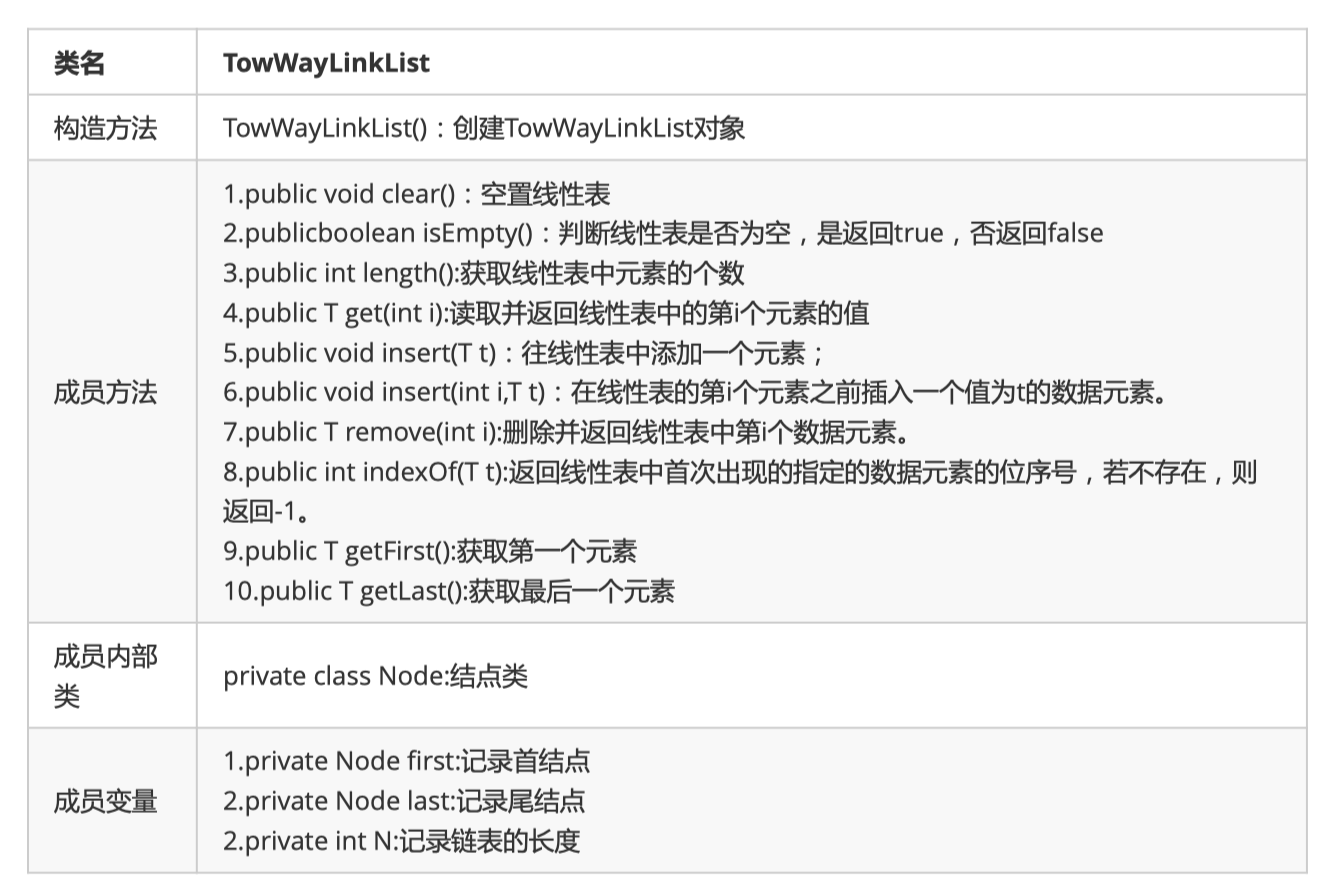 类名 TowWayLinkList
构造方法 TowWayLinkList()：创建TowWayLinkList对象
成员方法
1.public void clear()：空置线性表
2.publicboolean isEmpty()：判断线性表是否为空，是返回true，否返回false
3.public int length():获取线性表中元素的个数
4.public T get(int i):读取并返回线性表中的第i个元素的值
5.public void insert(T t)：往线性表中添加一个元素；
6.public void insert(int i,T t)：在线性表的第i个元素之前插入一个值为t的数据元素。
7.public T remove(int i):删除并返回线性表中第i个数据元素。
8.public int indexOf(T t):返回线性表中首次出现的指定的数据元素的位序号，若不存在，则
返回-1。
9.public T getFirst():获取第一个元素
10.public T getLast():获取最后一个元素
成员内部
类
private class Node:结点类
成员变量
1.private Node first:记录首结点
2.private Node last:记录尾结点
2.private int N:记录链表的长度